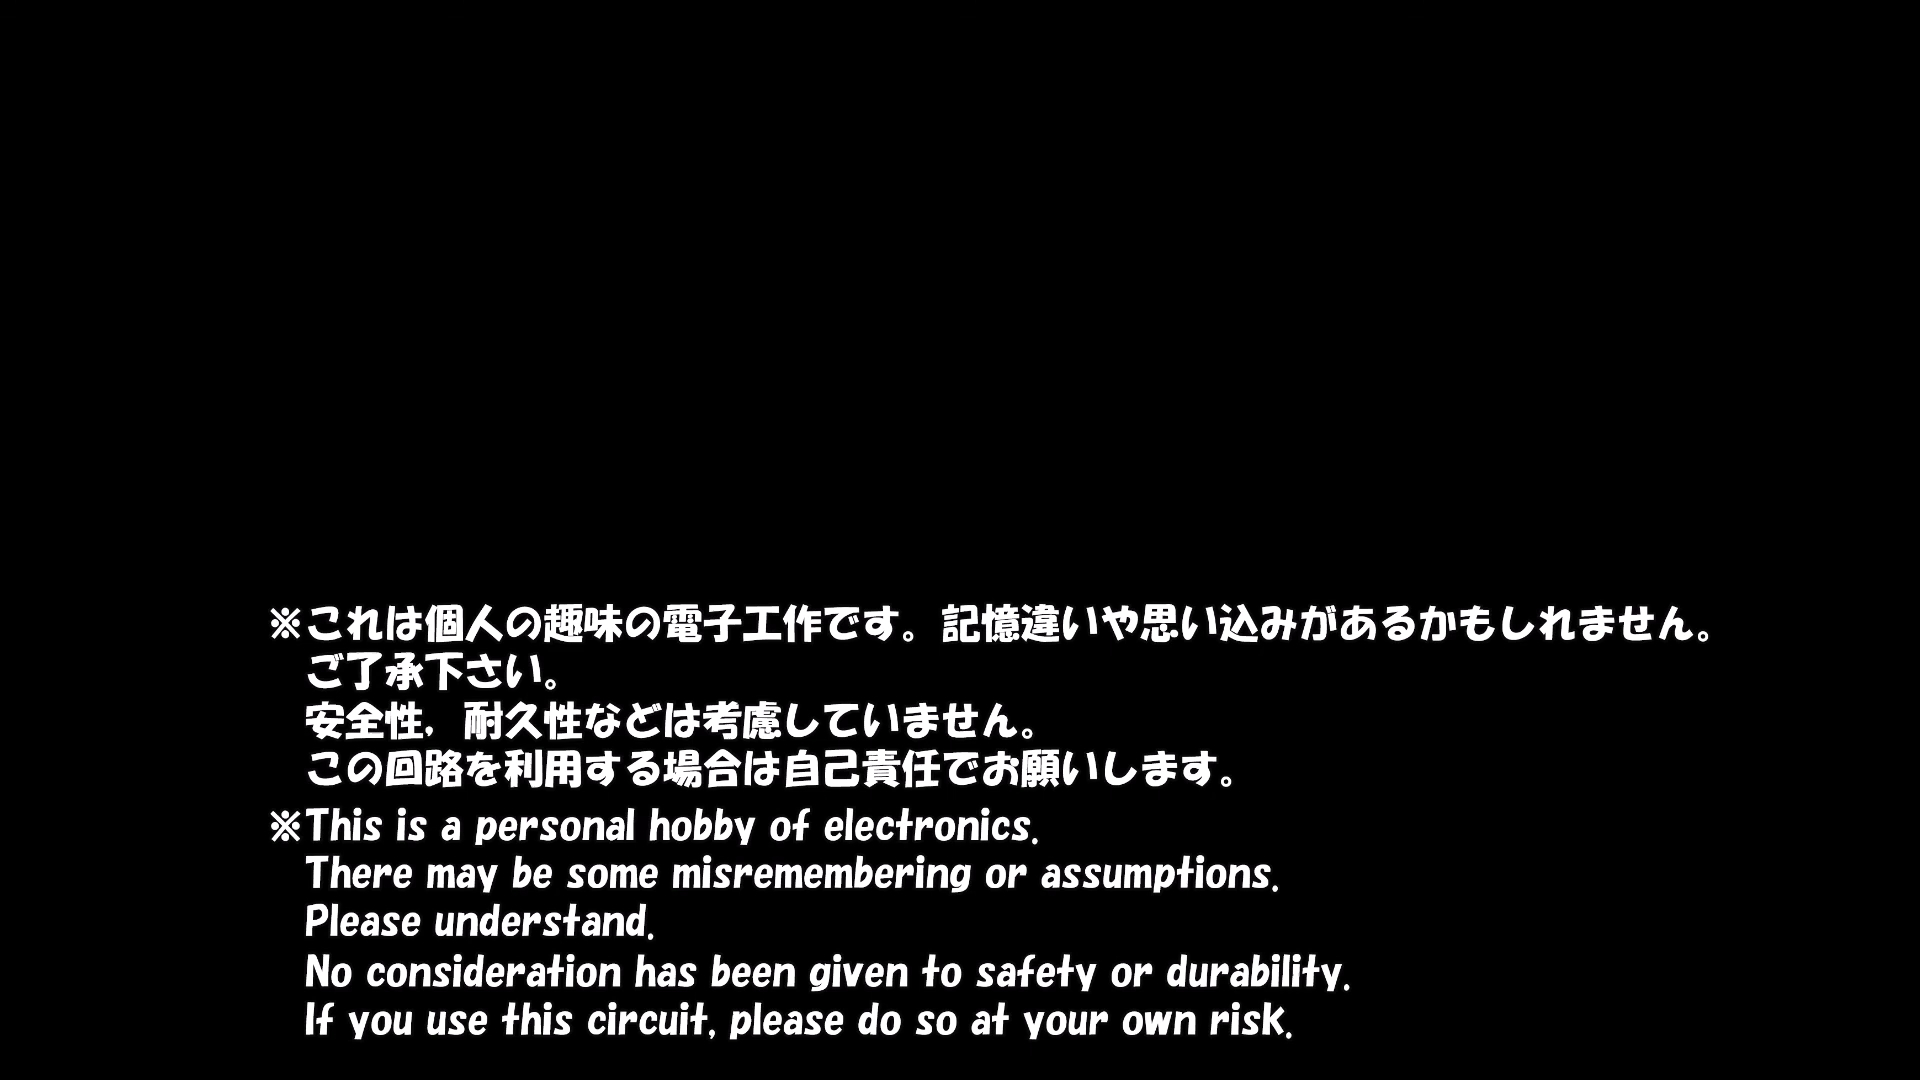 ※これは個人の趣味の電子工作です。記憶違いや思い込みがあるかもしれません。
ご了承下さい。
安全性，耐久性などは考慮していません。
この回路を利用する場合は自己責任でお願いします。
※This is a personal hobby of electronics.
There may be some misremembering or assumptions.
Please understand.
No consideration has been given to safety or durability.
If you use this circuit, please do so at your own risk.